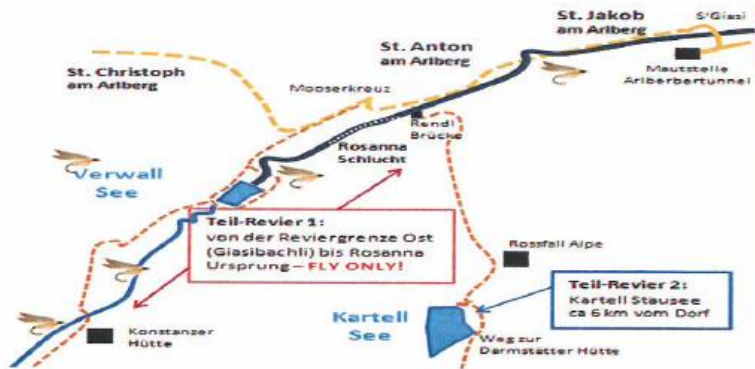 S'Giasi
St. Jakob
am Arlberg
St. Anton
am Arlberg
Mautstelle
Arlbergtunnel
St. Christoph
am Arlberg
Mooserkreuz
Rendl
Brücke
Rosanna
Schlucht
Verwall
See
Teil-Revier 1:
von der Reviergrenze Ost
(Giasibachli) bis Rosanna
Ursprung – FLY ONLY!
Rossfall Alpe
Teil-Revier 2:
Kartell Stausee
ca 6 km vom Dorf
Kartell
See
Konstanzer
Hütte
Weg zur
Darmstätter Hütte